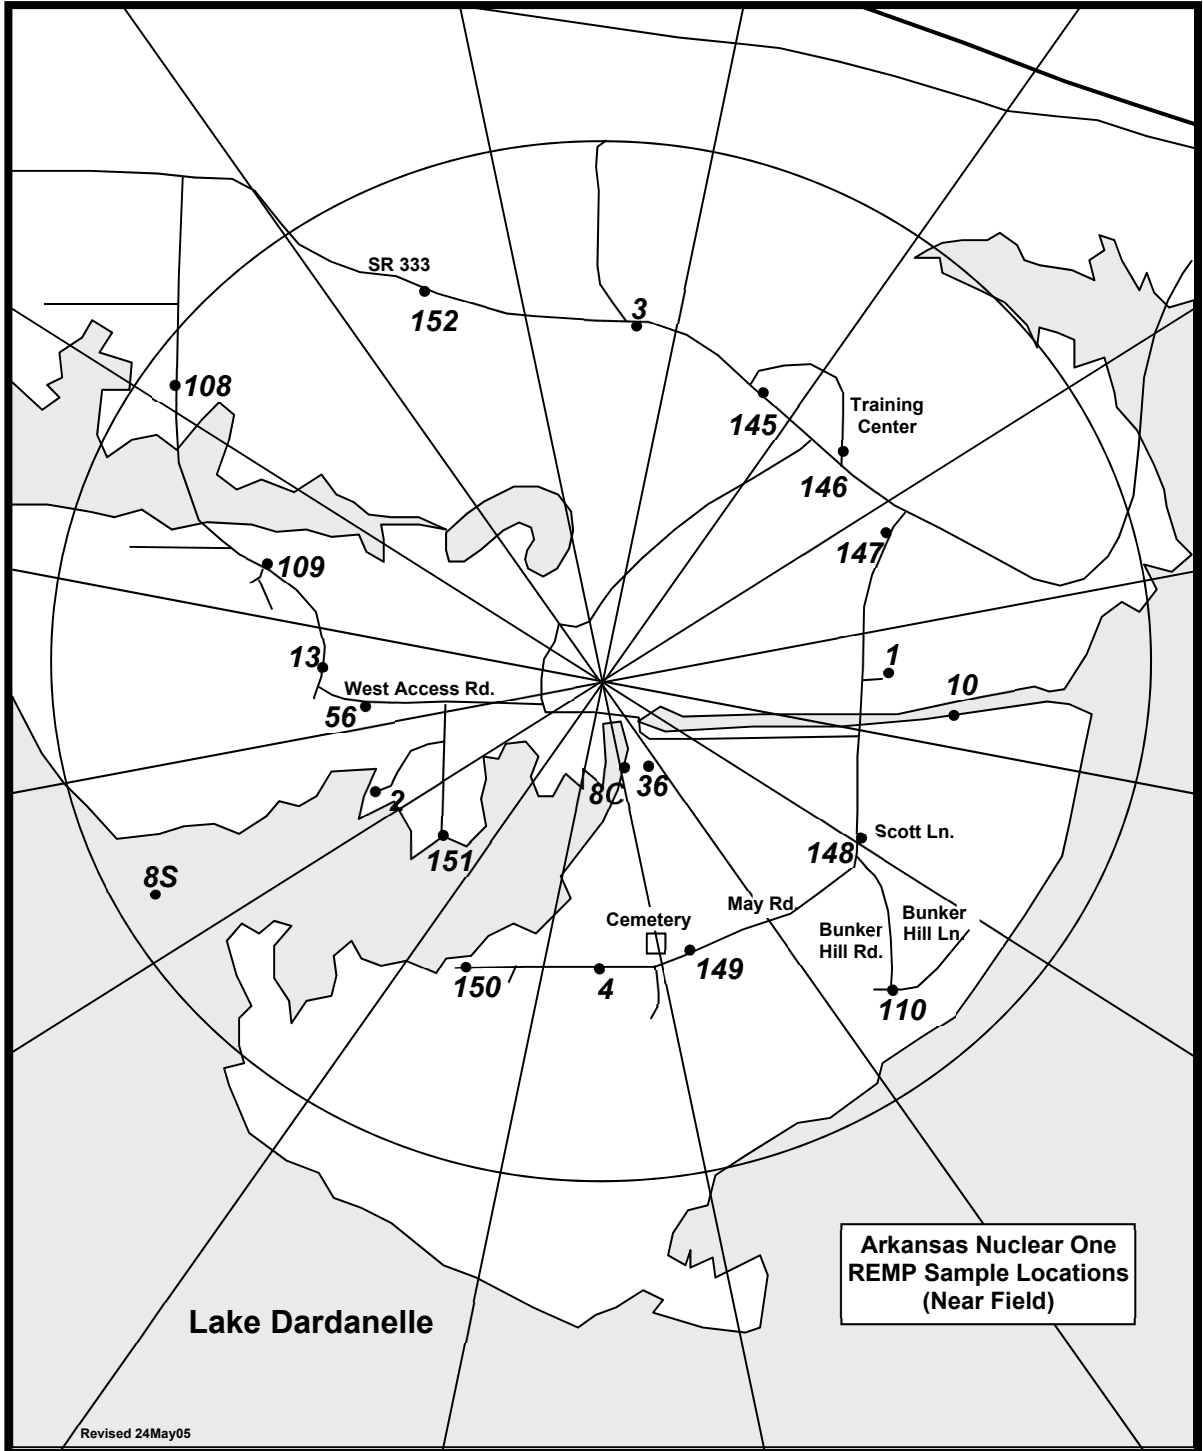 SR 333
3
152
108
Training
Center
145
146
147
109
13
1
West Access Rd.
10
56
8C
36
2
Scott Ln.
151
148
8S
May Rd.
Bunker
Hill Ln.
Cemetery
Bunker
Hill Rd.
149
150
4
110
Arkansas Nuclear One
REMP Sample Locations
(Near Field)
Lake Dardanelle
Revised 24May05